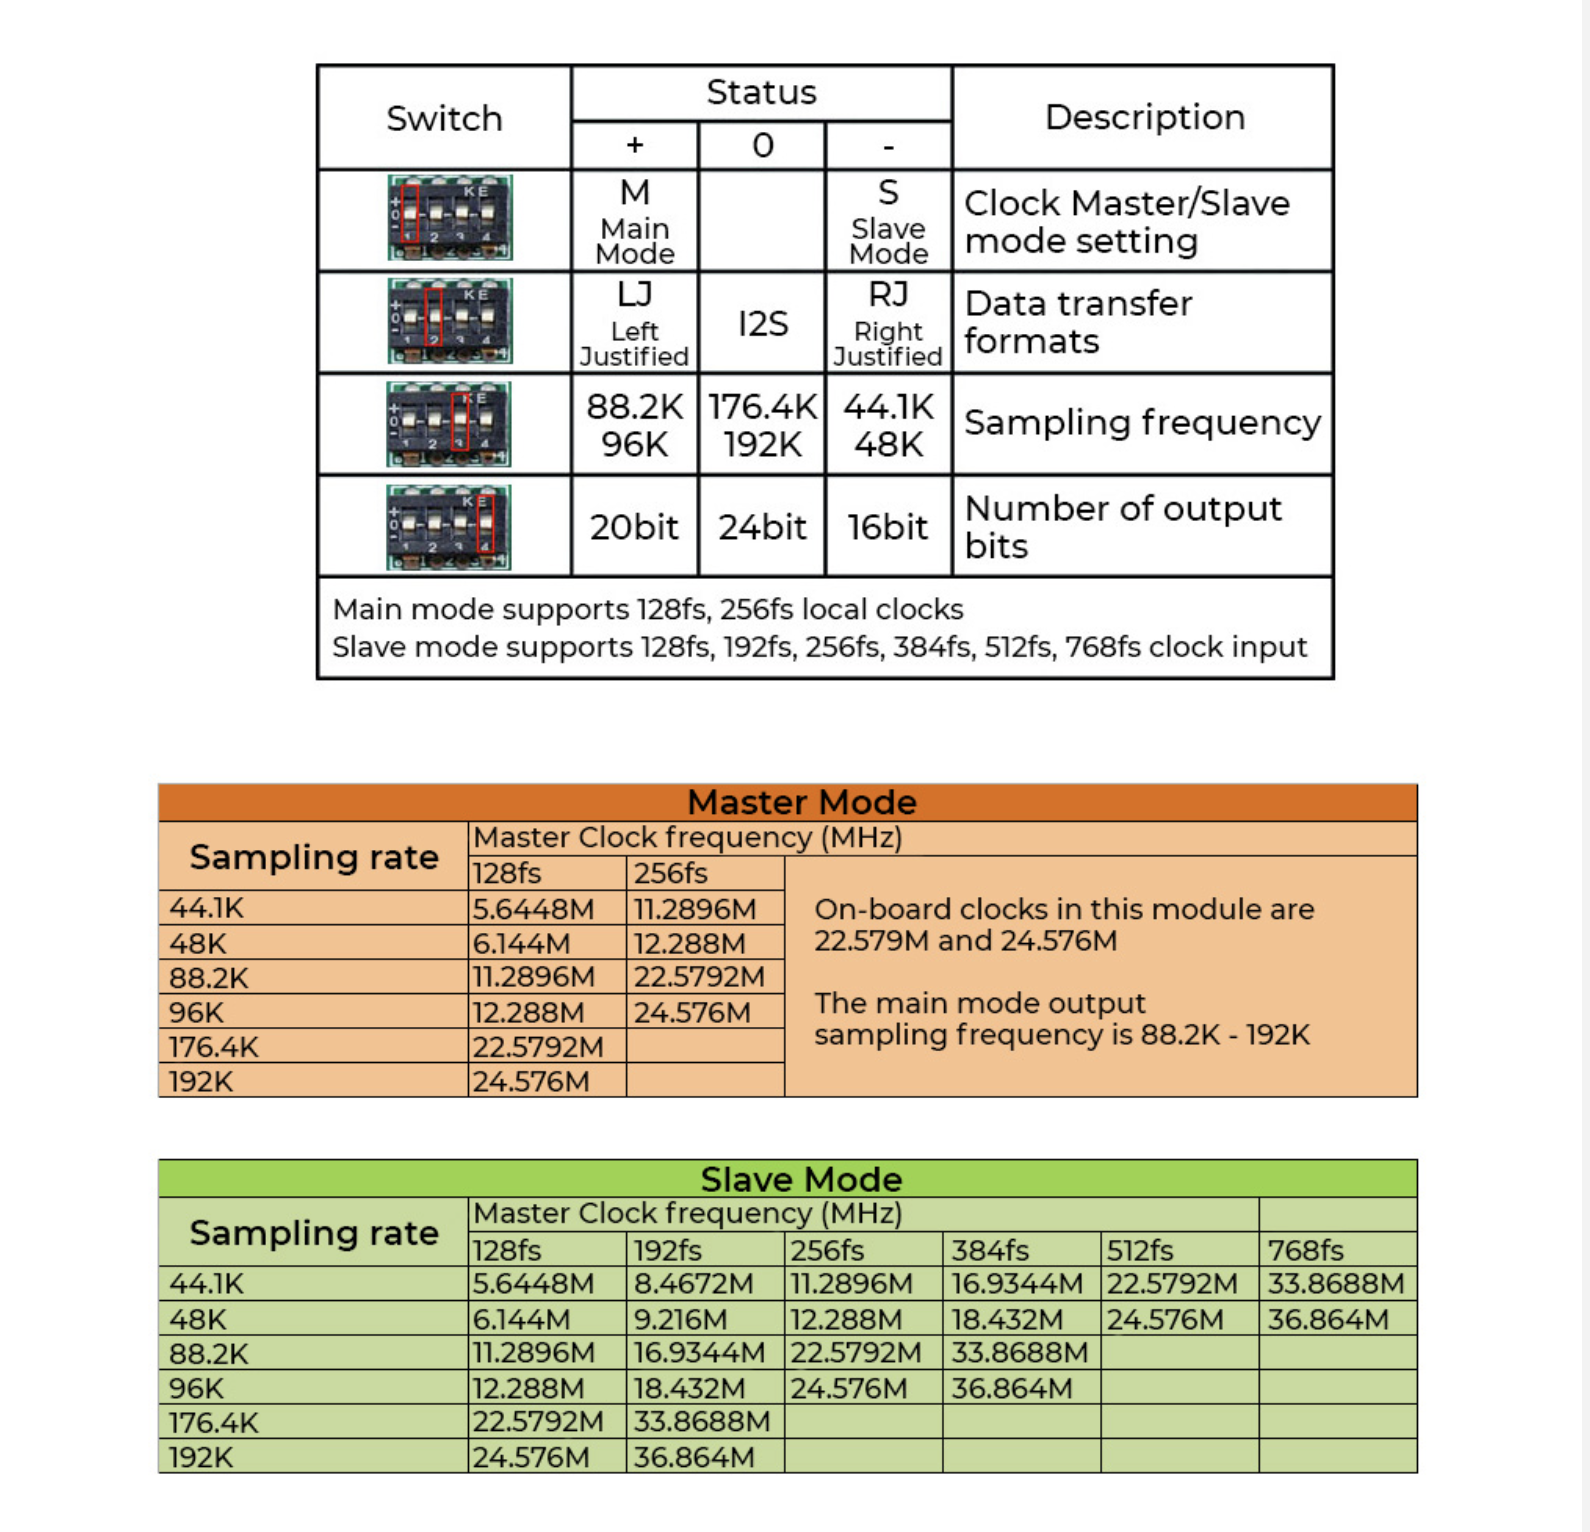 Switch
Status
Description
+
0
-
M
Main
Mode
S
Slave
Mode
Clock Master/Slave
mode setting
LJ
Left
Justified
I2S
RJ
Right
Justified
Data transfer
formats
88.2K
96K
176.4K
192K
44.1K
48K
Sampling frequency
20bit
24bit
16bit
Number of output
bits
KE
+
0
-
1 2 3 4
KE
+
0
-
1 2 3 4
KE
+
0
-
1 2 3 4
KE
+
0
-
1 2 3 4
Main mode supports 128fs, 256fs local clocks
Slave mode supports 128fs, 192fs, 256fs, 384fs, 512fs, 768fs clock input
Master Mode
Sampling rate
Master Clock frequency (MHz)
128fs 256fs
44.1K 5.6448M 11.2896M
48K 6.144M 12.288M
88.2K 11.2896M 22.5792M
96K 12.288M 24.576M
176.4K 22.5792M
192K 24.576M
On-board clocks in this module are
22.579M and 24.576M
The main mode output
sampling frequency is 88.2K - 192K
Slave Mode
Sampling rate
Master Clock frequency (MHz)
128fs 192fs 256fs 384fs 512fs 768fs
44.1K 5.6448M 8.4672M 11.2896M 16.9344M 22.5792M 33.8688M
48K 6.144M 9.216M 12.288M 18.432M 24.576M 36.864M
88.2K 11.2896M 16.9344M 22.5792M 33.8688M
96K 12.288M 18.432M 24.576M 36.864M
176.4K 22.5792M 33.8688M
192K 24.576M 36.864M